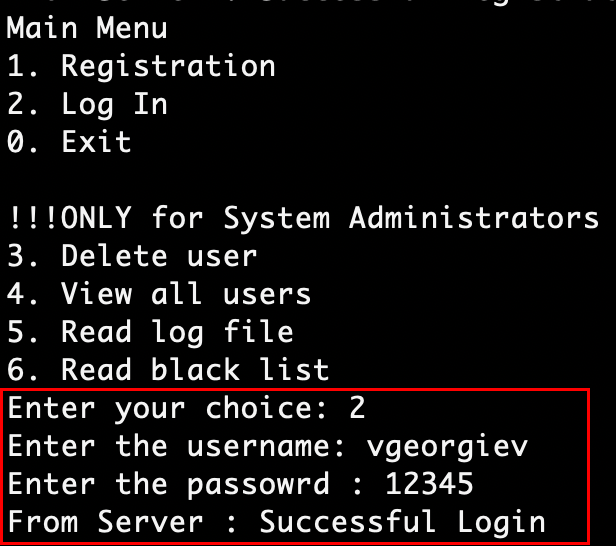 Main Menu
1. Registration
2. Log In
0. Exit
!!!ONLY for System Administrators
3. Delete user
4. View all users
5. Read log file
6. Read black list
Enter your choice: 2
Enter the username: vgeorgiev
Enter the passowrd : 12345
From Server : Successful Login